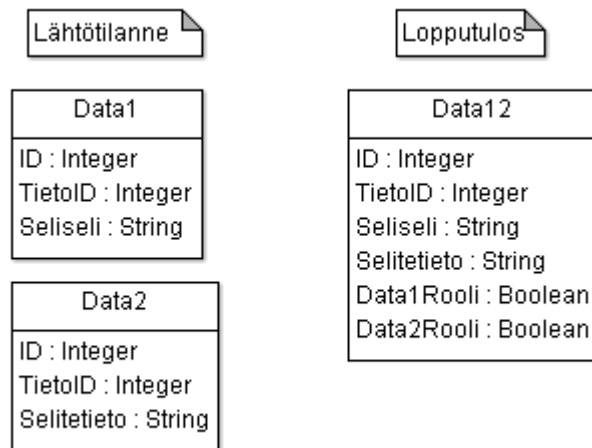 Lähtötilanne
Data1
ID : Integer
TietoID : Integer
Seliseli : String
Data2
ID : Integer
TietoID : Integer
Selitetieto : String
Lopputulos
Data12
ID : Integer
TietoID : Integer
Seliseli : String
Selitetieto : String
Data1Rooli : Boolean
Data2Rooli : Boolean